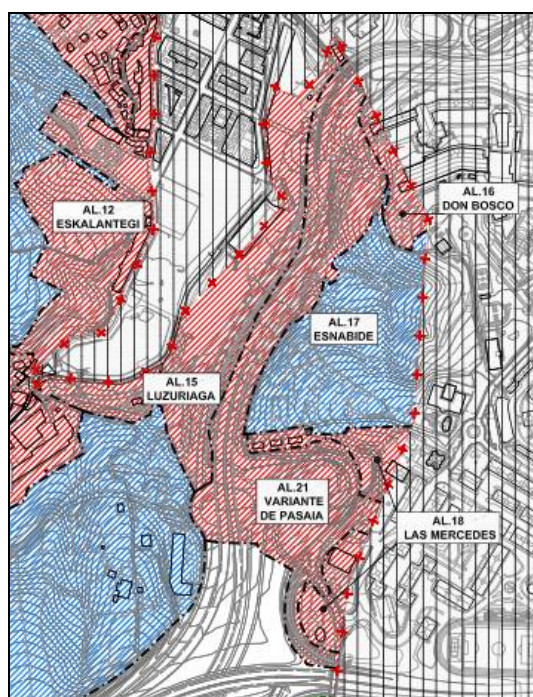 AL.16
DON BOSCO
AL.12
ESKALANTEGI
AL.17
ESNABIDE
AL.15
LUZURIAGA
AL.21
VARIANTE
DE PASAIA
AL.18
LAS MERCEDES